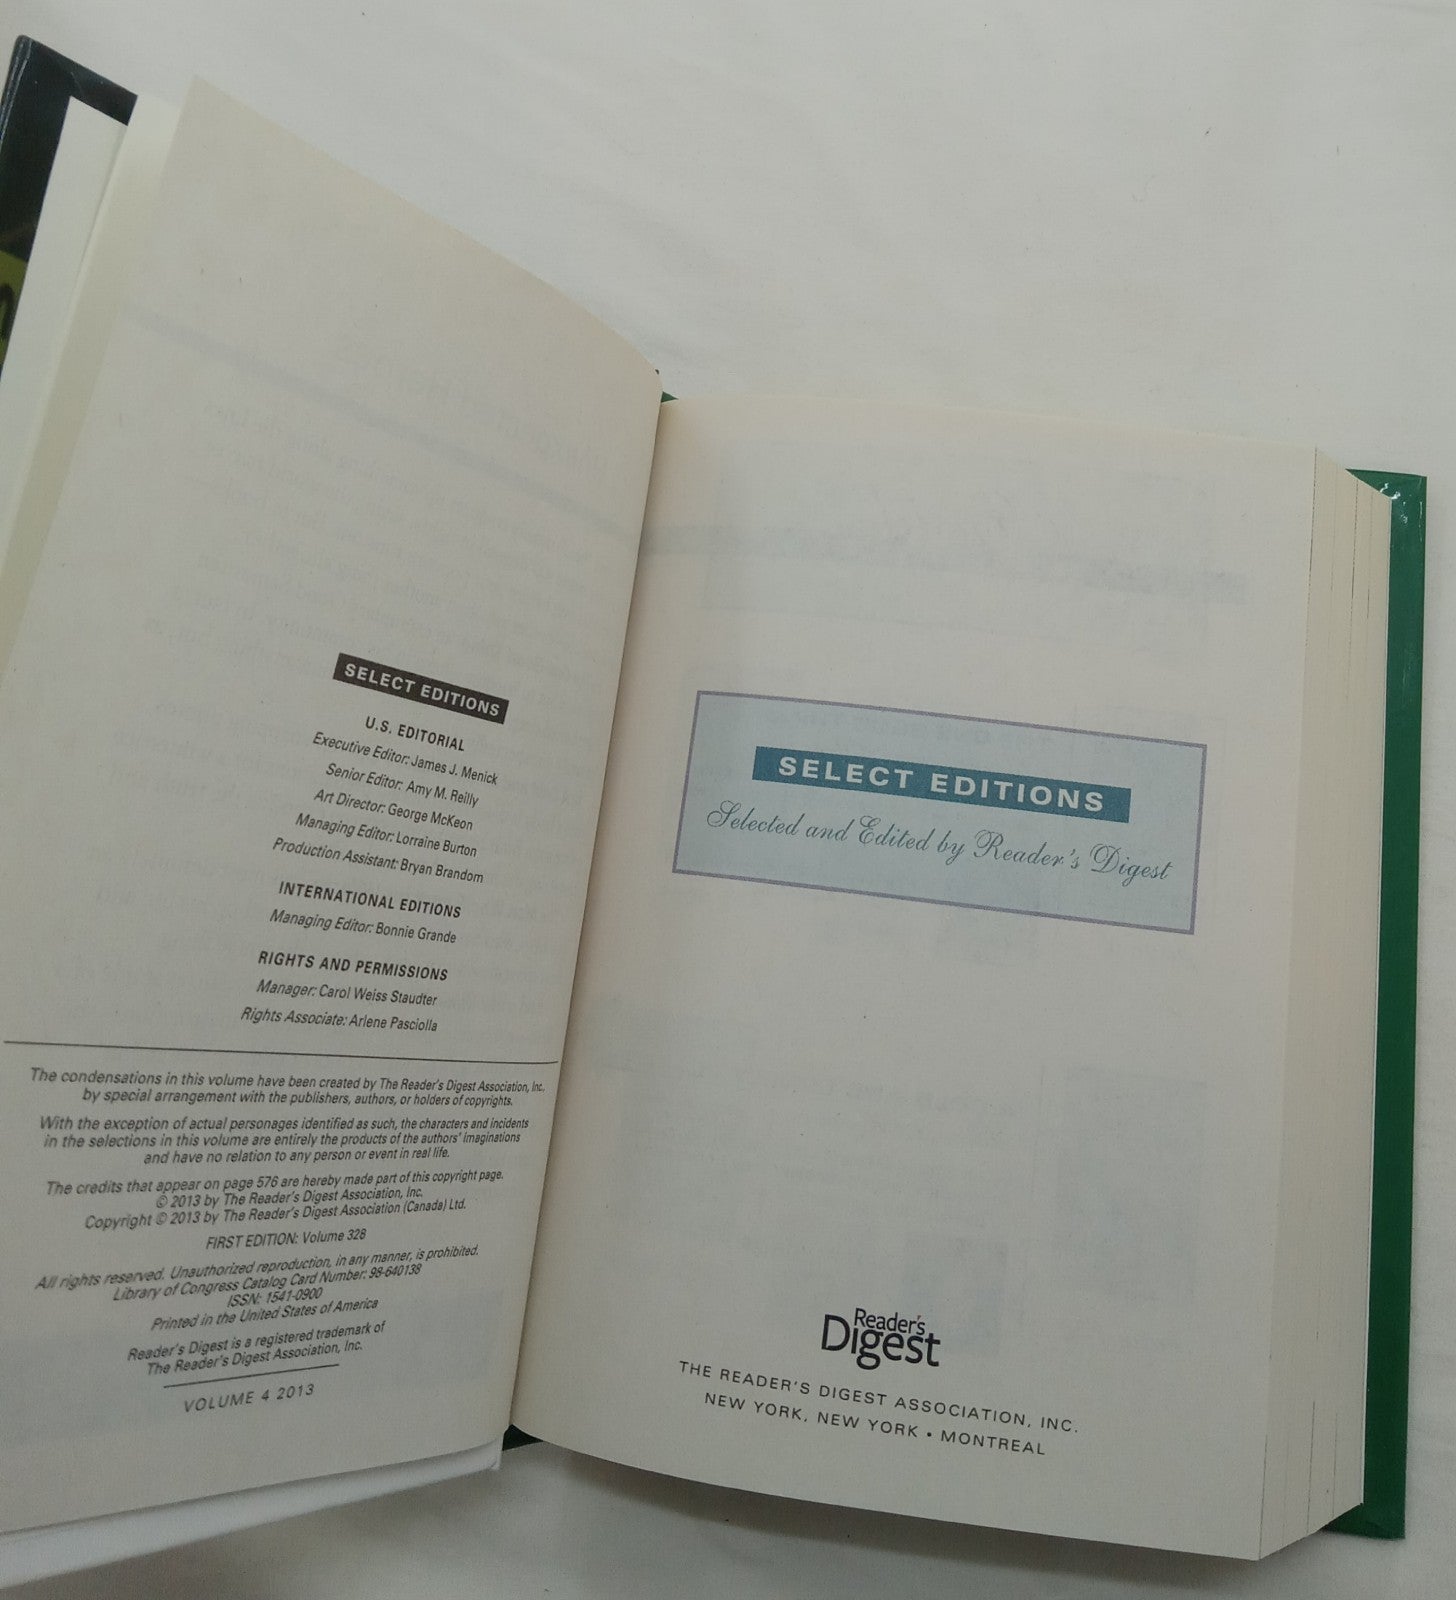 SELECT EDITIONS
U.S. EDITORIAL
Executive Editor: James J. Menick
Senior Editor: Amy M. Reilly
Art Director: George McKeon
Managing Editor: Lorraine Burton
Production Assistant: Bryan Brandom
INTERNATIONAL EDITIONS
Managing Editor: Bonnie Grande
RIGHTS AND PERMISSIONS
Manager: Carol Weiss Staudter
Rights Associate: Arlene Pasciolla
The condensations in this volume have been created by The Reader's Digest Association, Inc.
by special arrangement with the publishers, authors, or holders of copyrights.
With the exception of actual personages identified as such, the characters and incidents
in the selections in this volume are entirely the products of the authors' imaginations
and have no relation to any person or event in real life.
The credits that appear on page 576 are hereby made part of this copyright page.
© 2013 by The Reader's Digest Association, Inc.
Copyright © 2013 by The Reader's Digest Association (Canada) Ltd.
FIRST EDITION: Volume 328
All rights reserved. Unauthorized reproduction, in any manner, is prohibited.
Library of Congress Catalog Card Number: 98-640138
ISSN: 1541-0900
Printed in the United States of America
Reader's Digest is a registered trademark of
The Reader's Digest Association, Inc.
VOLUME 4 2013
SELECT EDITIONS
Selected and Edited by Reader's Digest
Reader's
Digest
THE READER'S DIGEST ASSOCIATION, INC.
NEW YORK, NEW YORK • MONTREAL